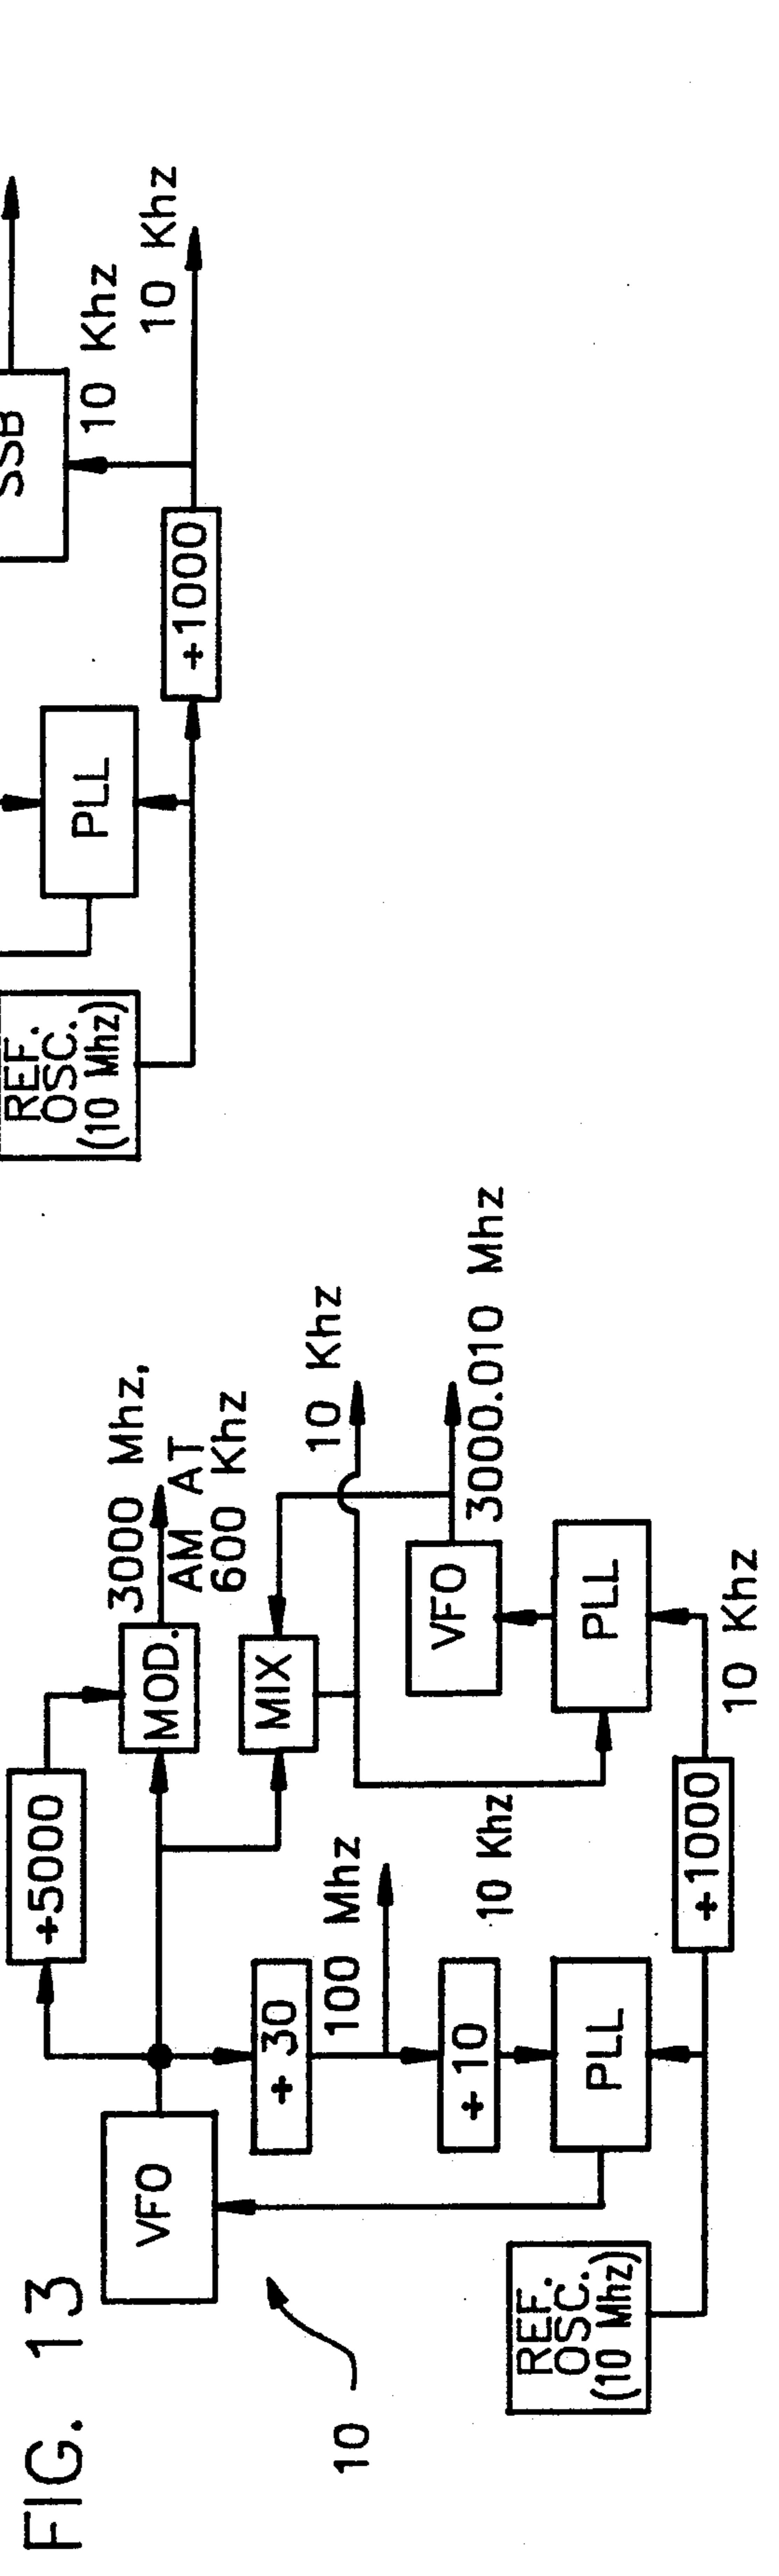 SSB
10 Khz
10 Khz
÷1000
PLL
REF.
OSC.
(10 Mhz)
FIG. 13
÷5000
3000 Mhz,
AM AT
600 Khz
MOD.
VFO
MIX
10 Khz
÷ 30
100 Mhz
VFO
3000.010 Mhz
10
÷ 10
10 Khz
PLL
PLL
REF.
OSC.
(10 Mhz)
÷1000
10 Khz